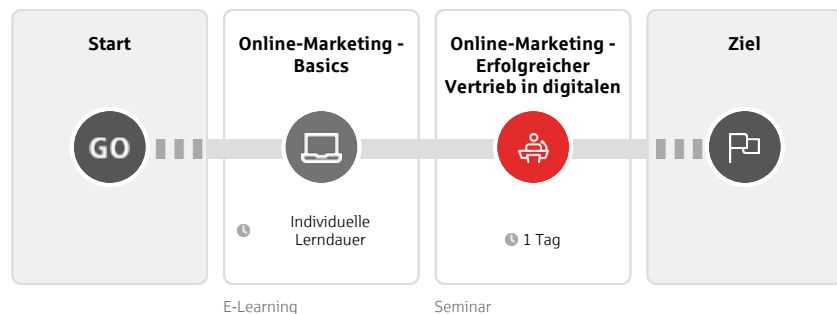 Start
GO
Online-Marketing -
Basics
Individuelle
Lerndauer
E-Learning
Online-Marketing -
Erfolgreicher
Vertrieb in digitalen
1 Tag
Seminar
Ziel